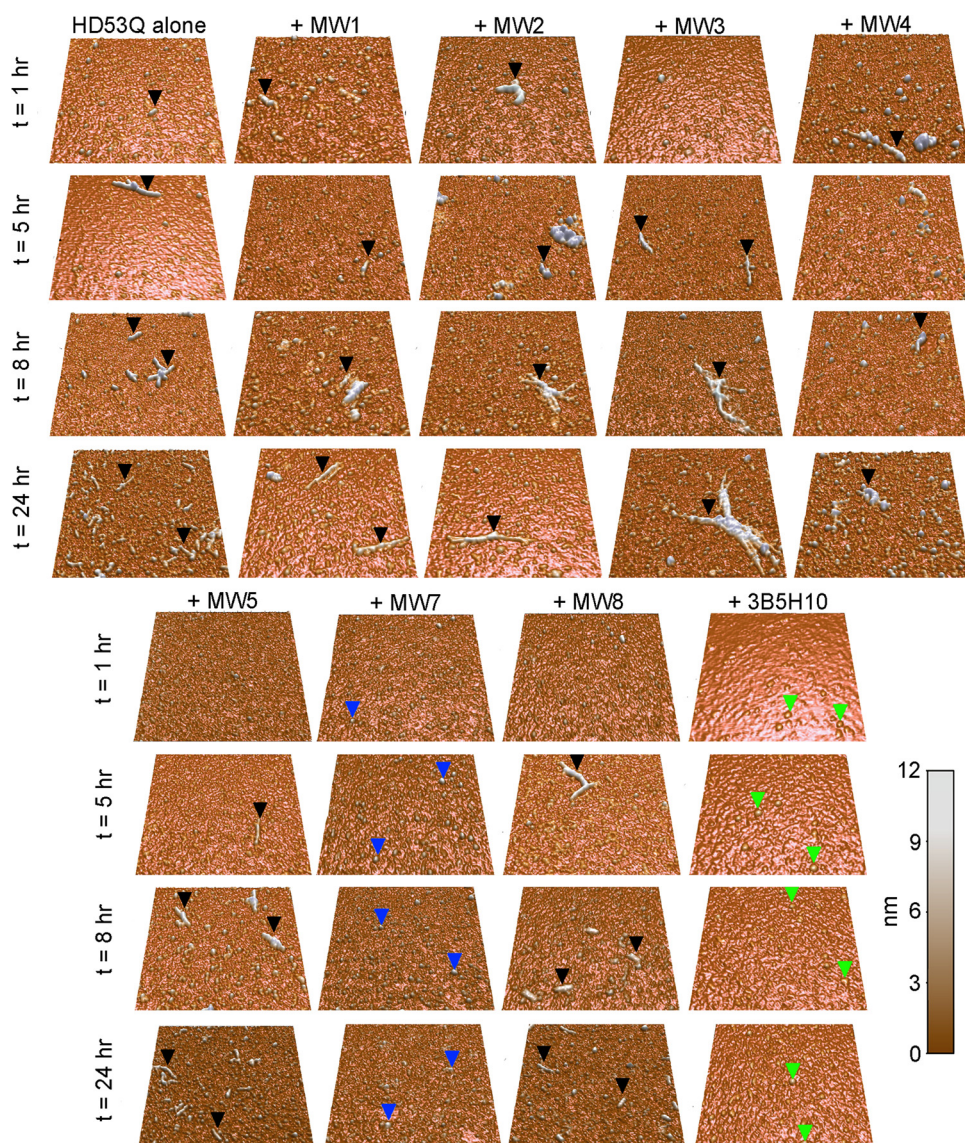 HD53Q alone + MW1 + MW2 + MW3 + MW4
t = 1 hr
t = 5 hr
t = 8 hr
t = 24 hr
+ MW5 + MW7 + MW8 + 3B5H10
t = 1 hr
t = 5 hr
t = 8 hr
t = 24 hr
12
9
6
3
0
nm